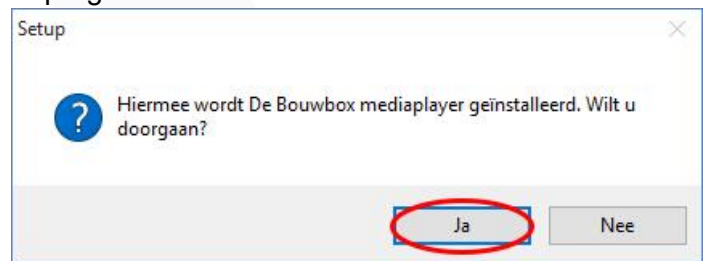 Setup
Hiermee wordt De Bouwbox mediaplayer geïnstalleerd. Wilt u
doorgaan?
Ja
Nee